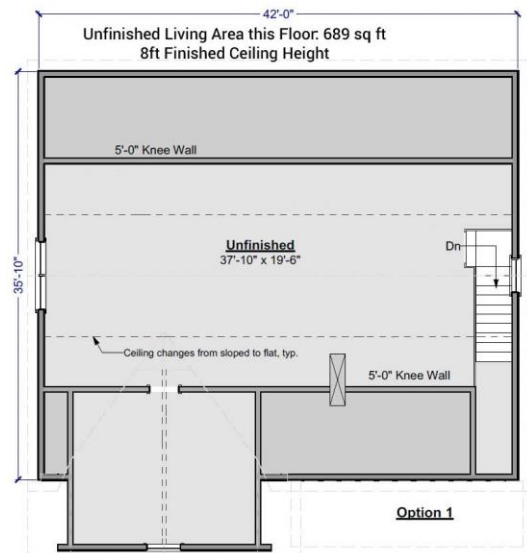 42'-0"
Unfinished Living Area this Floor: 689 sq ft
8ft Finished Ceiling Height
5'-0" Knee Wall
Unfinished
37'-10" x 19'-6"
Dn
35'-10"
Ceiling changes from sloped to flat, typ.
5'-0" Knee Wall
Option 1